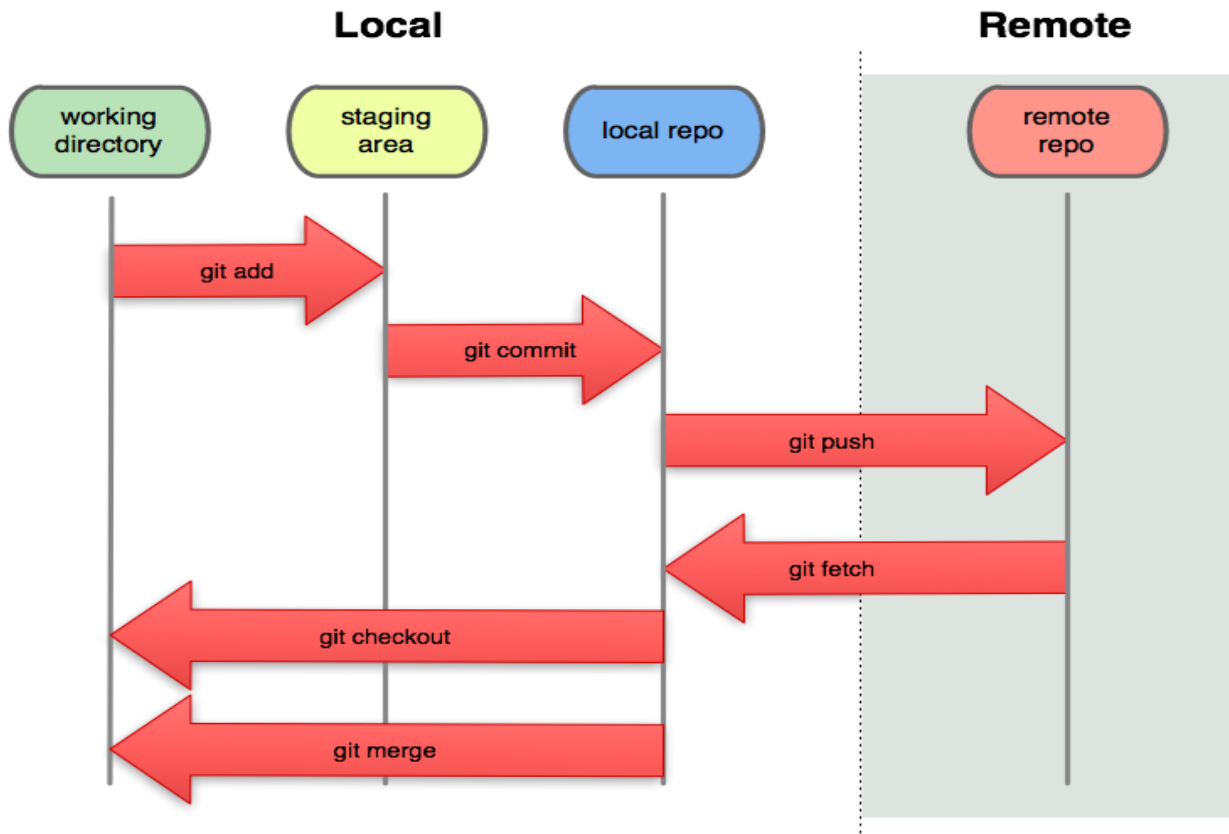 Local
Remote
working
directory
staging
area
local repo
remote
repo
git add
git commit
git push
git fetch
git checkout
git merge